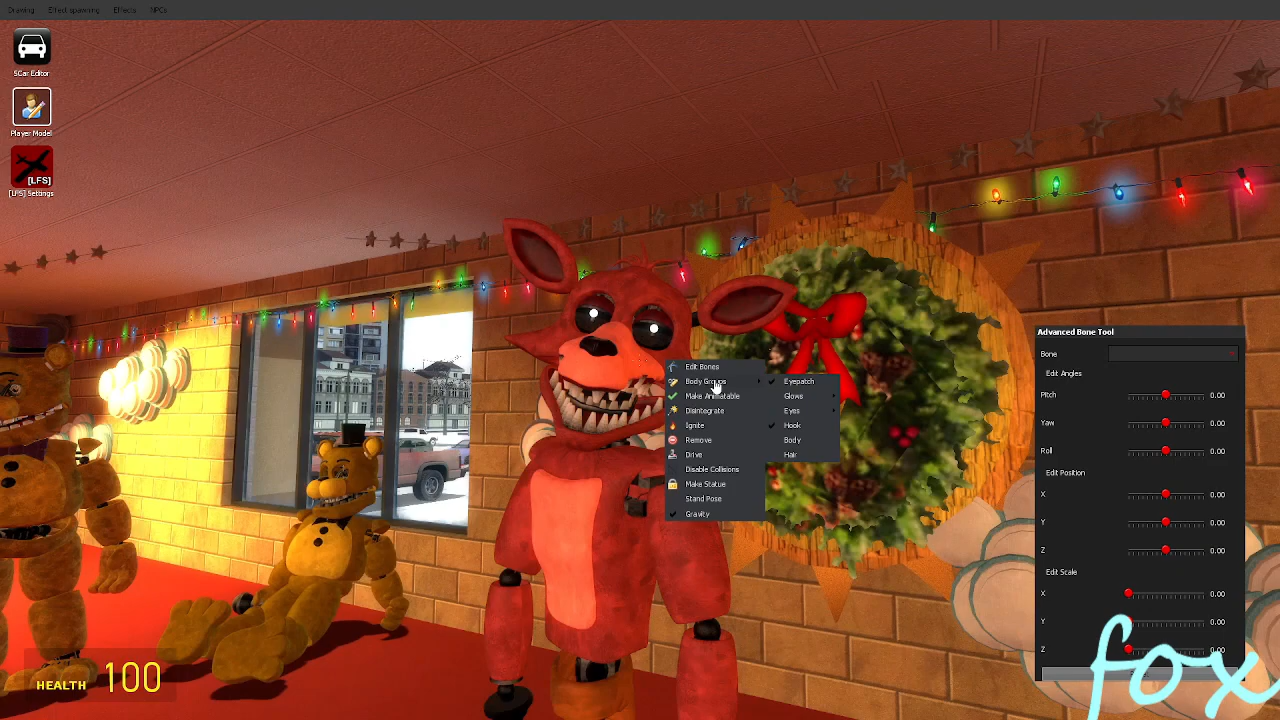 Drawing Effect spawning Effects NPCs
SCar Editor
Player Model
[LFS]
[LFS] Settings
Edit Bones
Body Groups
Make Animatable
Disintegrate
Ignite
Remove
Drive
Disable Collisions
Make Statue
Stand Pose
Gravity
Eyepatch
Glows
Eyes
Hook
Body
Hair
Advanced Bone Tool
Bone
Edit Angles
Pitch 0.00
Yaw 0.00
Roll 0.00
Edit Position
X 0.00
Y 0.00
Z 0.00
Edit Scale
X 0.00
Y 0.00
Z 0.00
HEALTH 100
fox